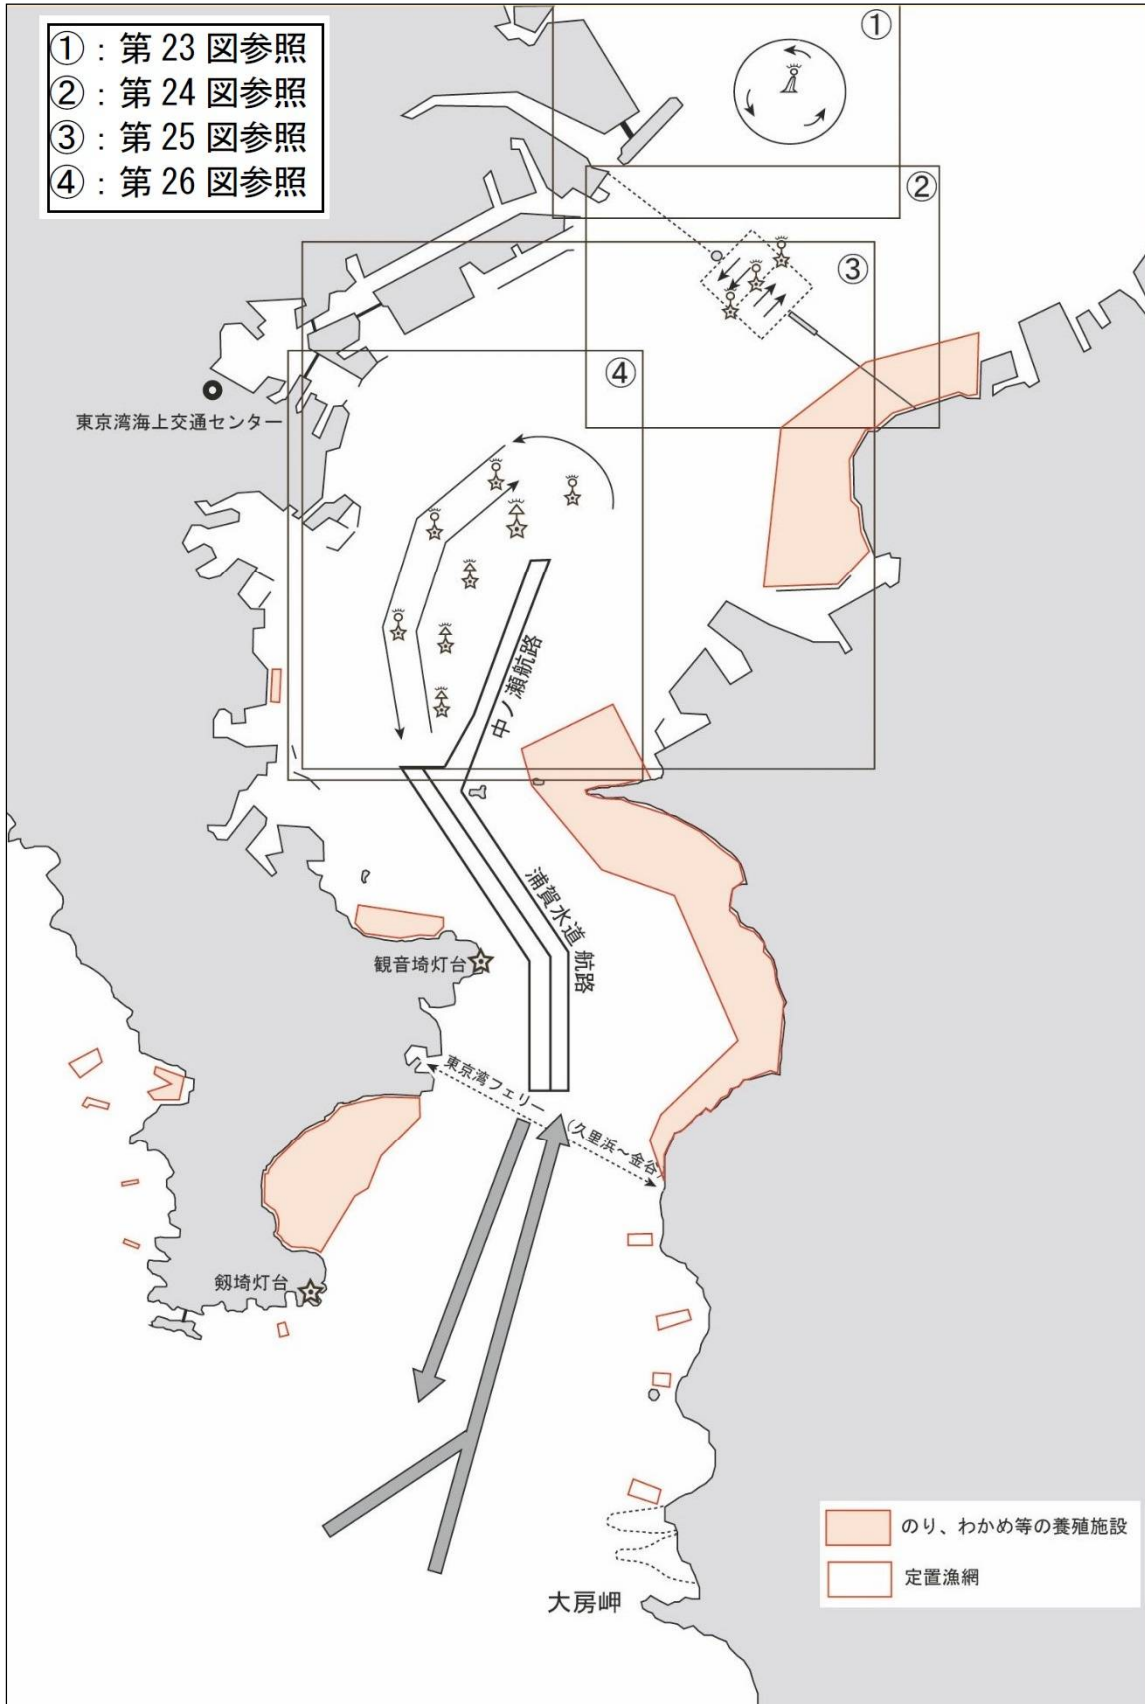 ①：第 23 図参照
②：第 24 図参照
③：第 25 図参照
④：第 26 図参照
①
②
③
④
東京湾海上交通センター
中ノ瀬航路
浦賀水道 航路
観音埼灯台
東京湾フェリー （久里浜～金谷）
剱埼灯台
大房岬
のり、わかめ等の養殖施設
定置漁網